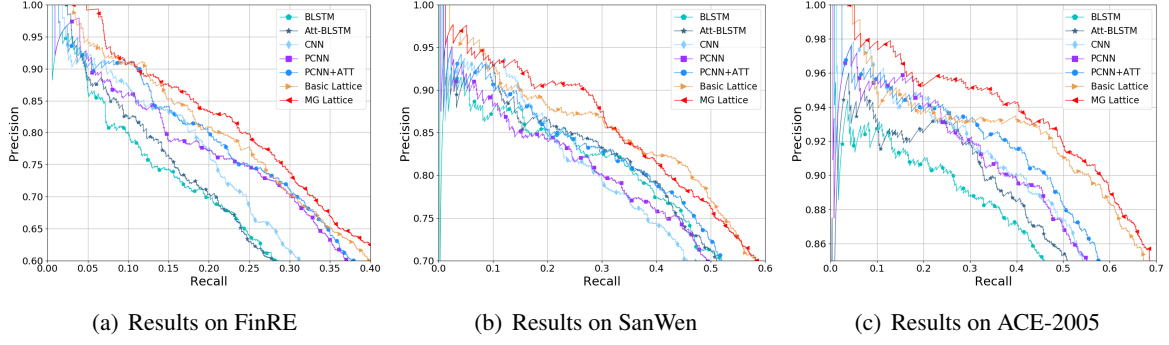 1.00
0.95
0.90
0.85
0.80
0.75
0.70
0.65
0.60
Precision
0.00 0.05 0.10 0.15 0.20 0.25 0.30 0.35 0.40
Recall
BLSTM
Att-BLSTM
CNN
PCNN
PCNN+ATT
Basic Lattice
MG Lattice
(a) Results on FinRE
1.00
0.95
0.90
0.85
0.80
0.75
0.70
Precision
0.0 0.1 0.2 0.3 0.4 0.5 0.6
Recall
BLSTM
Att-BLSTM
CNN
PCNN
PCNN+ATT
Basic Lattice
MG Lattice
(b) Results on SanWen
1.00
0.98
0.96
0.94
0.92
0.90
0.88
0.86
Precision
0.0 0.1 0.2 0.3 0.4 0.5 0.6 0.7
Recall
BLSTM
Att-BLSTM
CNN
PCNN
PCNN+ATT
Basic Lattice
MG Lattice
(c) Results on ACE-2005